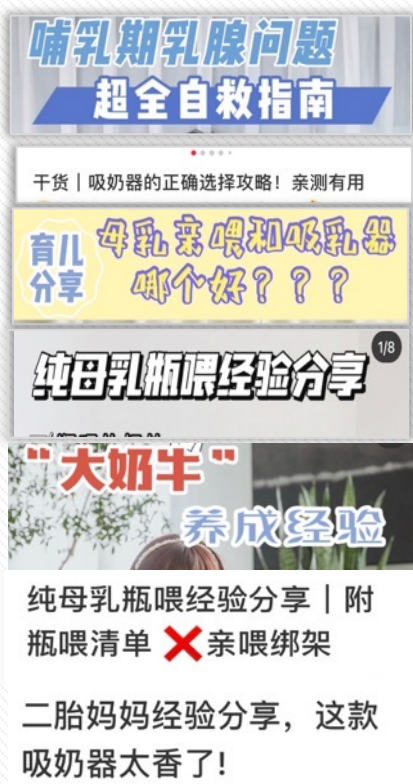 哺乳期乳腺问题
超全自救指南
干货｜吸奶器的正确选择攻略！亲测有用
育儿
分享
母乳亲喂和吸乳器
哪个好？？？
1/8
纯母乳瓶喂经验分享
“大奶牛”
养成经验
纯母乳瓶喂经验分享｜附
瓶喂清单 ❌亲喂绑架
二胎妈妈经验分享，这款
吸奶器太香了!